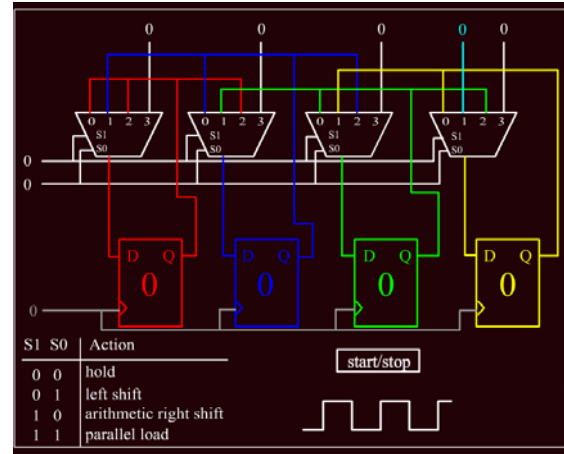 0 0 0 0 0
0 1 2 3 0 1 2 3 0 1 2 3 0 1 2 3
S1 S1 S1 S1
S0 S0 S0 S0
0
0
D Q D Q D Q D Q
0 0 0 0
0
S1 S0 Action
0 0 hold
0 1 left shift
1 0 arithmetic right shift
1 1 parallel load
start/stop